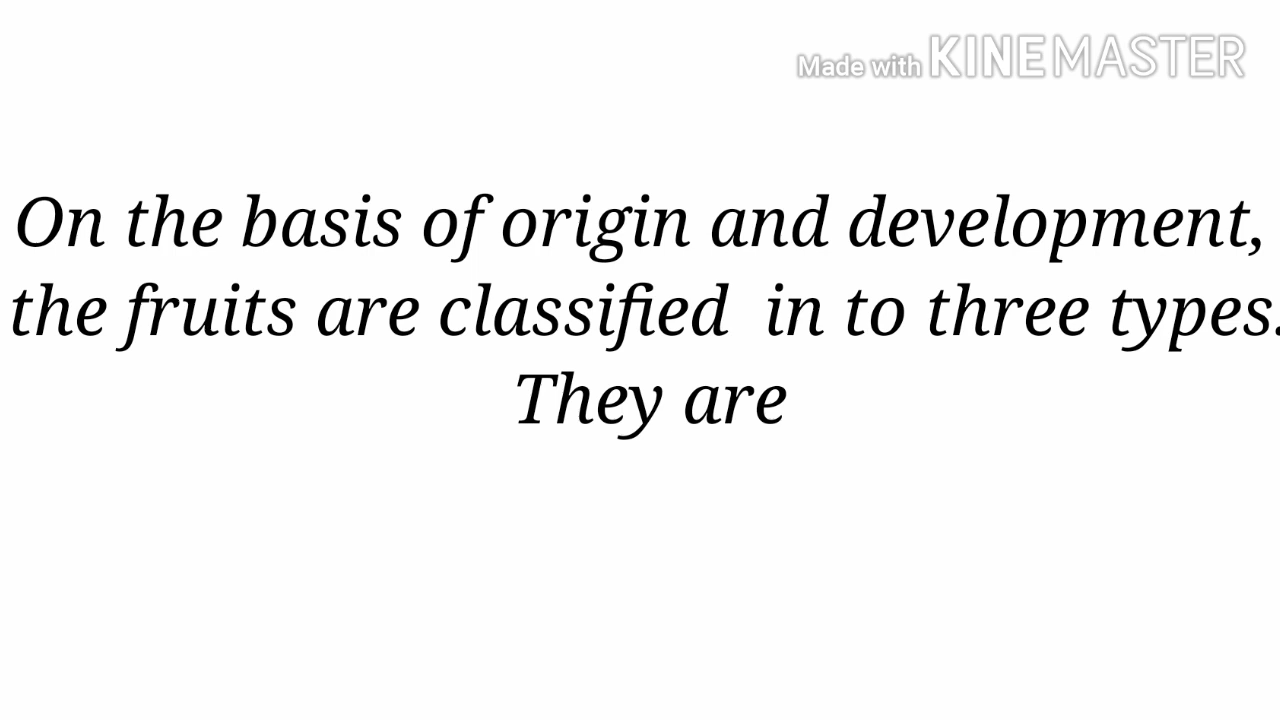 Made with KINEMASTER
On the basis of origin and development,
the fruits are classified  in to three types.
They are